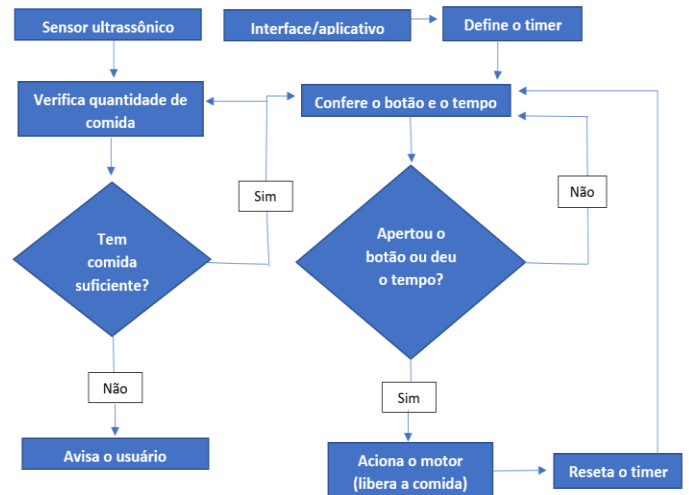 Sensor ultrassônico
Interface/aplicativo
Define o timer
Verifica quantidade de
comida
Confere o botão e o tempo
Sim
Não
Tem
comida
suficiente?
Apertou o
botão ou deu
o tempo?
Não
Sim
Avisa o usuário
Aciona o motor
(libera a comida)
Reseta o timer